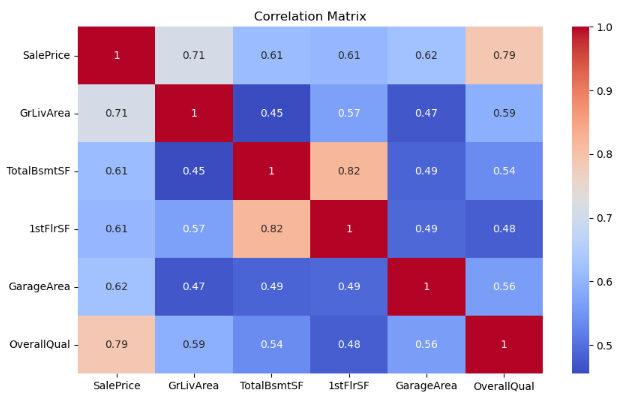 Correlation Matrix
SalePrice 1 0.71 0.61 0.61 0.62 0.79
GrLivArea 0.71 1 0.45 0.57 0.47 0.59
TotalBsmtSF 0.61 0.45 1 0.82 0.49 0.54
1stFlrSF 0.61 0.57 0.82 1 0.49 0.48
GarageArea 0.62 0.47 0.49 0.49 1 0.56
OverallQual 0.79 0.59 0.54 0.48 0.56 1
SalePrice GrLivArea TotalBsmtSF 1stFlrSF GarageArea OverallQual
1.0
0.9
0.8
0.7
0.6
0.5